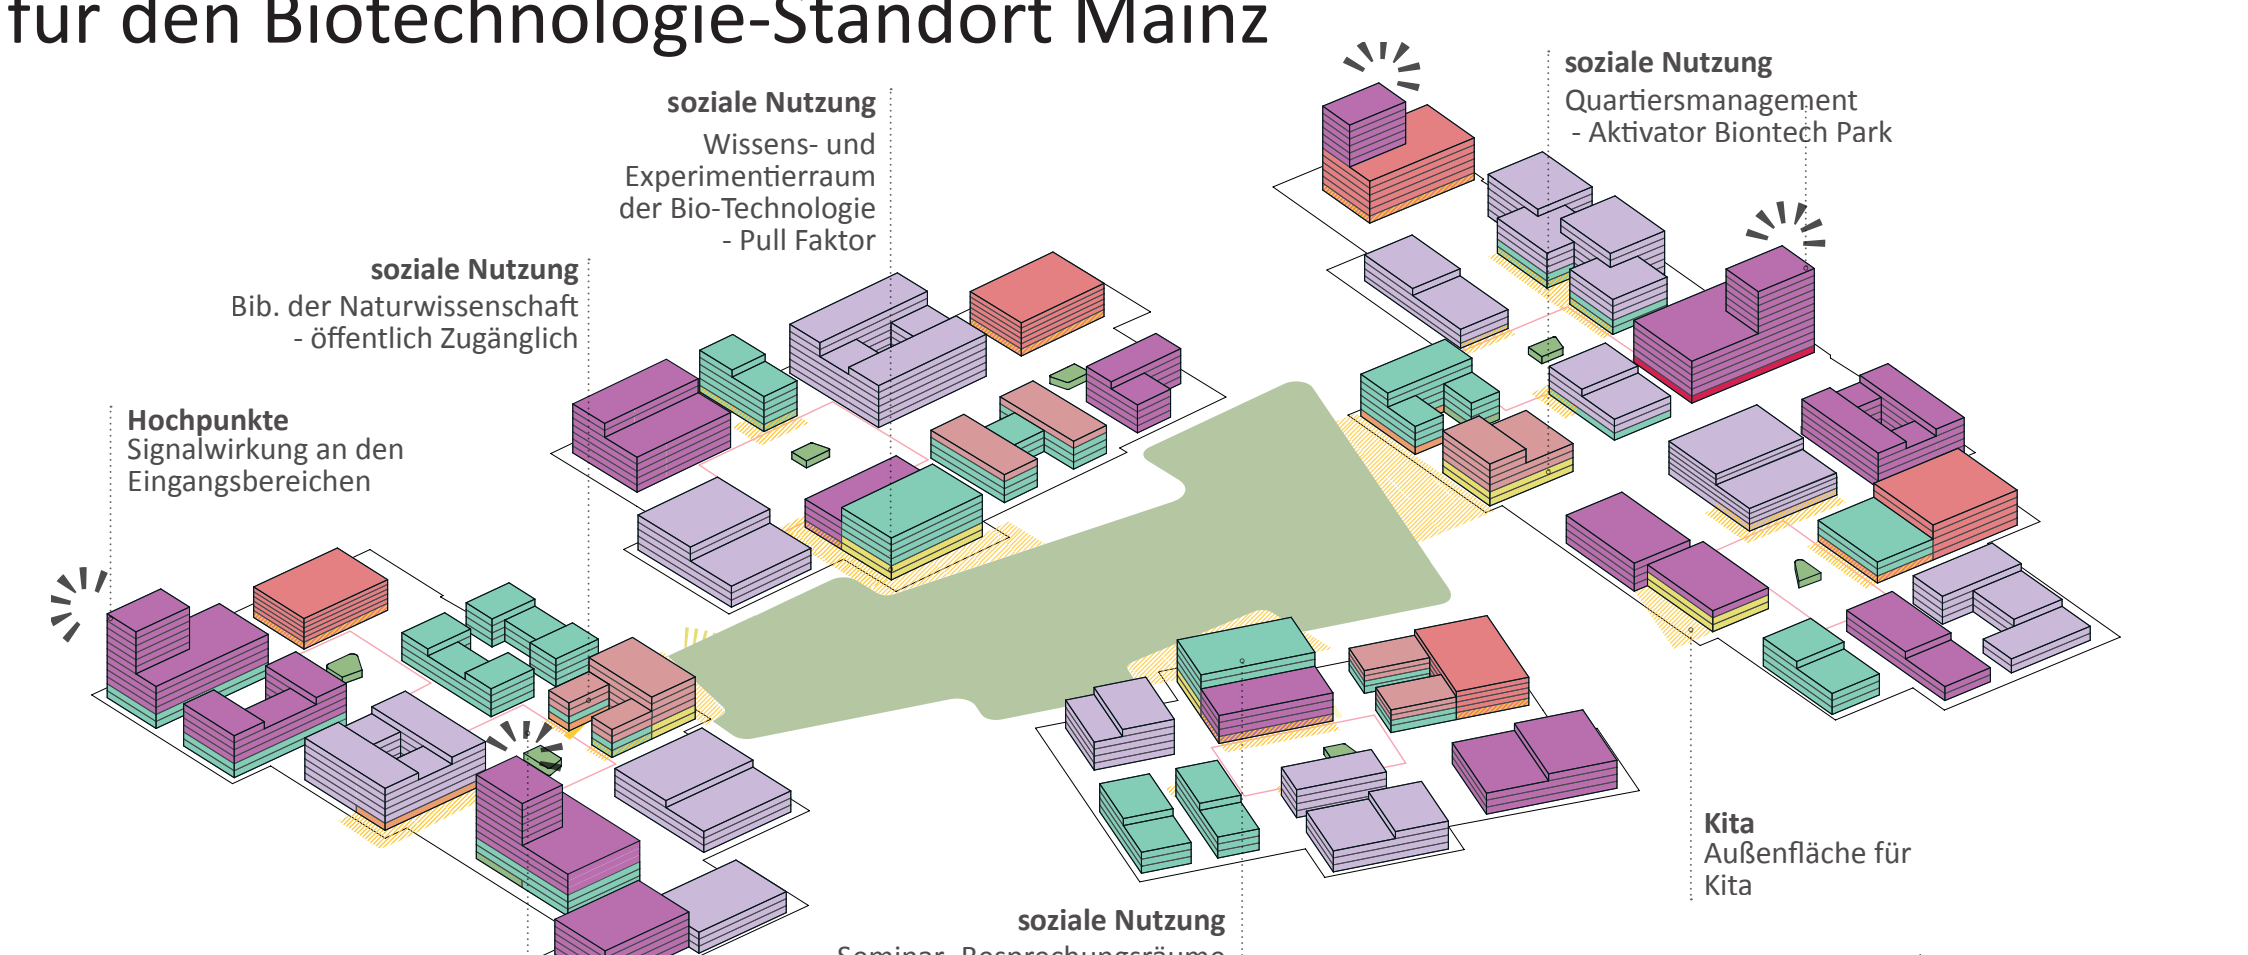 für den Biotechnologie-Standort Mainz
soziale Nutzung
Quartiersmanagement
- Aktivator Biontech Park
soziale Nutzung
Wissens- und
Experimentierraum
der Bio-Technologie
- Pull Faktor
soziale Nutzung
Bib. der Naturwissenschaft
- öffentlich Zugänglich
Hochpunkte
Signalwirkung an den
Eingangsbereichen
Kita
Außenfläche für
Kita
soziale Nutzung
Seminar- Besprechungsräume